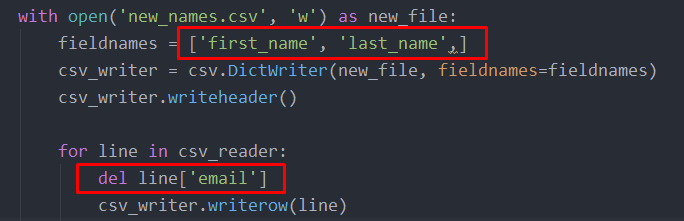 with open('new_names.csv', 'w') as new_file:
fieldnames = ['first_name', 'last_name',]
csv_writer = csv.DictWriter(new_file, fieldnames=fieldnames)
csv_writer.writeheader()
for line in csv_reader:
del line['email']
csv_writer.writerow(line)